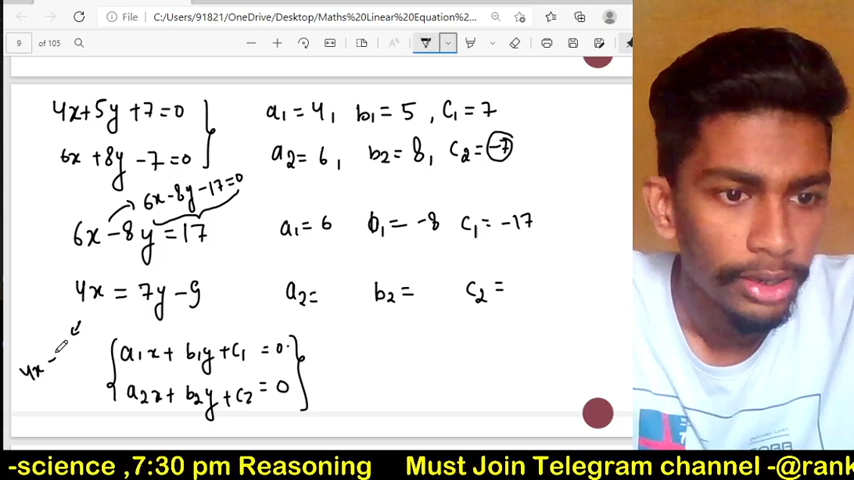 File
C:/Users/91821/OneDrive/Desktop/Maths%20Linear%20Equation%2...
9 of 105
4x+5y+7=0 a1=4, b1=5, c1=7
6x+8y-7=0 a2=6, b2=8, c2=-7
6x-8y-17=0
6x-8y=17 a1=6 b1=-8 c1=-17
4x=7y-9 a2= b2= c2=
a1x+b1y+c1=0
4x-
a2x+b2y+c2=0
-science ,7:30 pm Reasoning Must Join Telegram channel -@rank